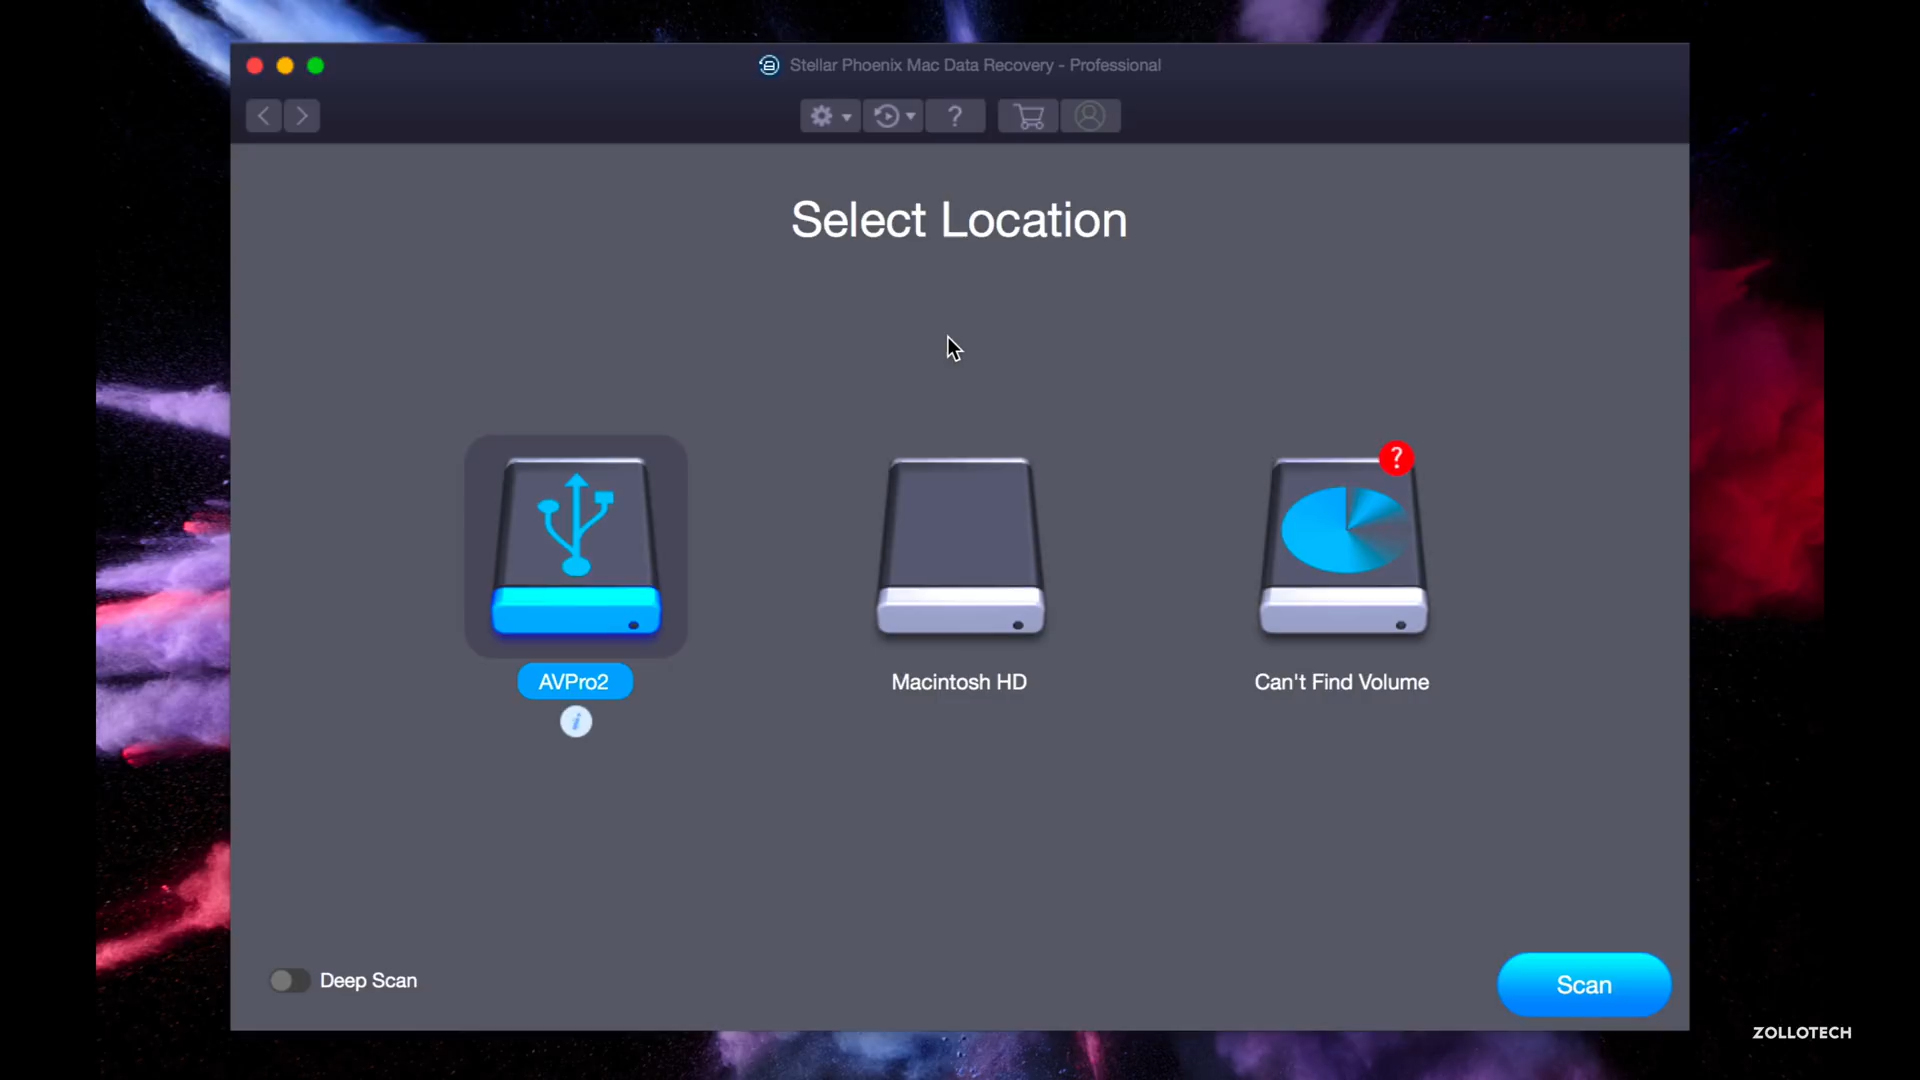 Stellar Phoenix Mac Data Recovery - Professional
?
Select Location
?
AVPro2
Macintosh HD
Can't Find Volume
i
Deep Scan
Scan
ZOLLOTECH